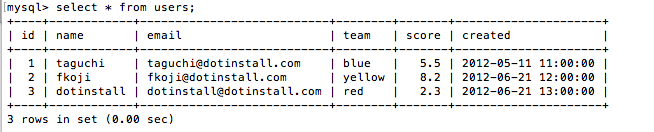 mysql> select * from users;
+----+------------+-----------------------+--------+-------+---------------------+
| id | name       | email                 | team   | score | created             |
+----+------------+-----------------------+--------+-------+---------------------+
|  1 | taguchi    | taguchi@dotinstall.com | blue   |   5.5 | 2012-05-11 11:00:00 |
|  2 | fkoji      | fkoji@dotinstall.com  | yellow |   8.2 | 2012-06-21 12:00:00 |
|  3 | dotinstall | dotinstall@dotinstall.com | red    |   2.3 | 2012-06-21 13:00:00 |
+----+------------+-----------------------+--------+-------+---------------------+
3 rows in set (0.00 sec)